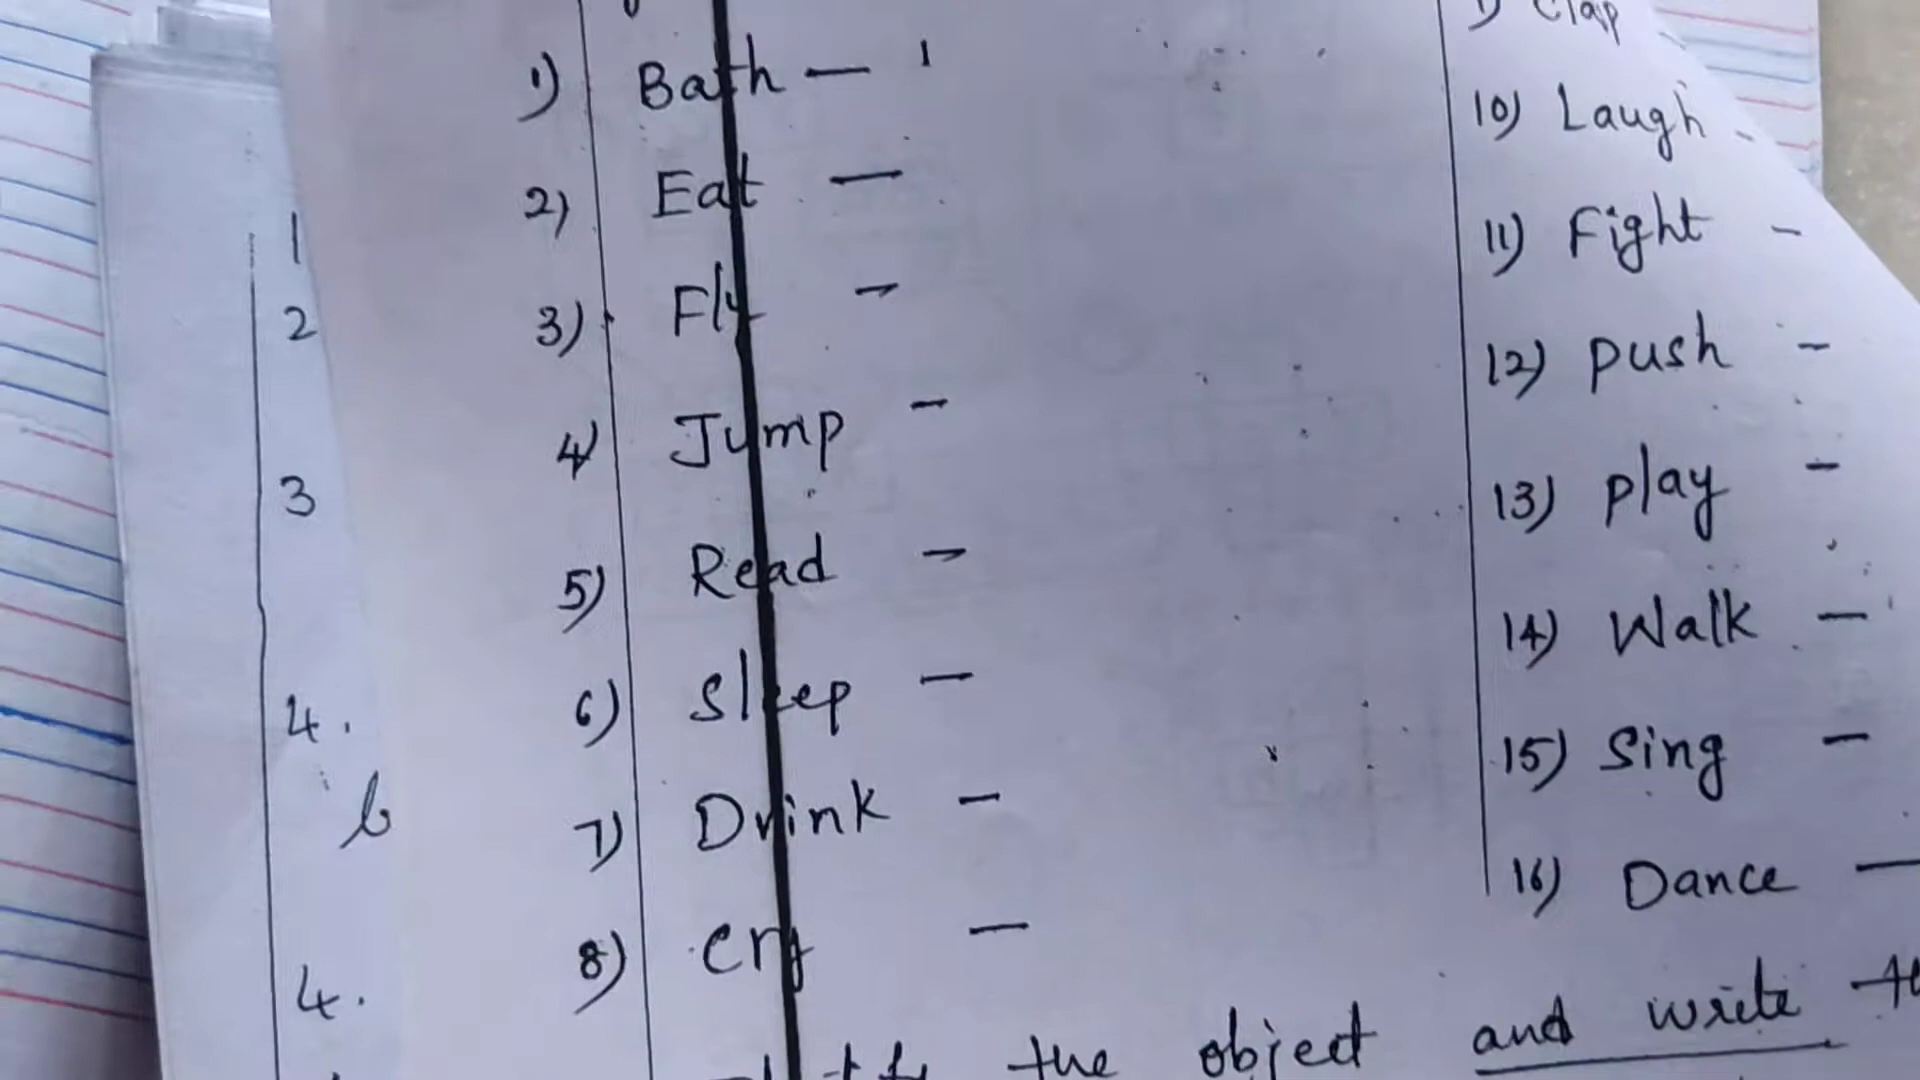 1) Bath —
2) Eat —
3) Fly —
4) Jump —
5) Read —
6) Sleep —
7) Drink —
8) Cry —
9) Clap
10) Laugh -
11) Fight -
12) Push -
13) Play -
14) Walk —
15) Sing —
16) Dance —
the object and write
1
2
3
4.
b
4.